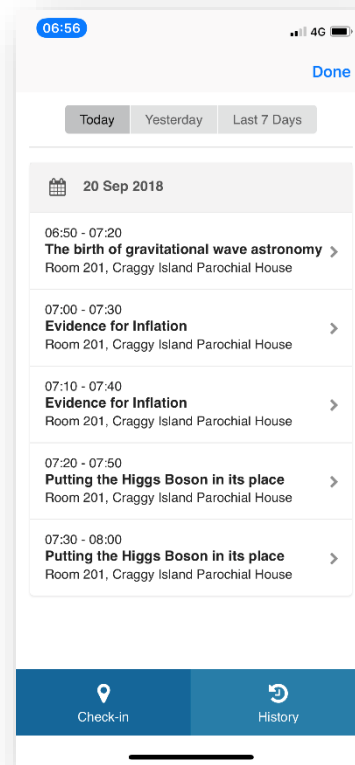 06:56
4G
Done
Today Yesterday Last 7 Days
20 Sep 2018
06:50 - 07:20
The birth of gravitational wave astronomy
Room 201, Craggy Island Parochial House
07:00 - 07:30
Evidence for Inflation
Room 201, Craggy Island Parochial House
07:10 - 07:40
Evidence for Inflation
Room 201, Craggy Island Parochial House
07:20 - 07:50
Putting the Higgs Boson in its place
Room 201, Craggy Island Parochial House
07:30 - 08:00
Putting the Higgs Boson in its place
Room 201, Craggy Island Parochial House
Check-in History